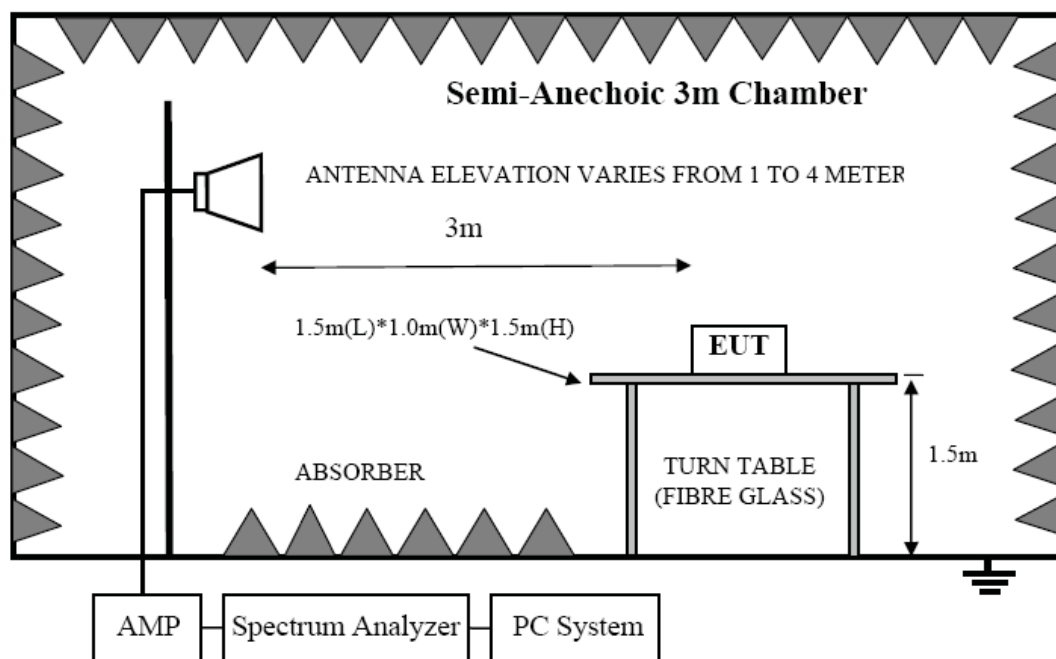 Semi-Anechoic 3m Chamber
ANTENNA ELEVATION VARIES FROM 1 TO 4 METER
3m
1.5m(L)*1.0m(W)*1.5m(H)
EUT
ABSORBER
TURN TABLE
(FIBRE GLASS)
1.5m
AMP
Spectrum Analyzer
PC System